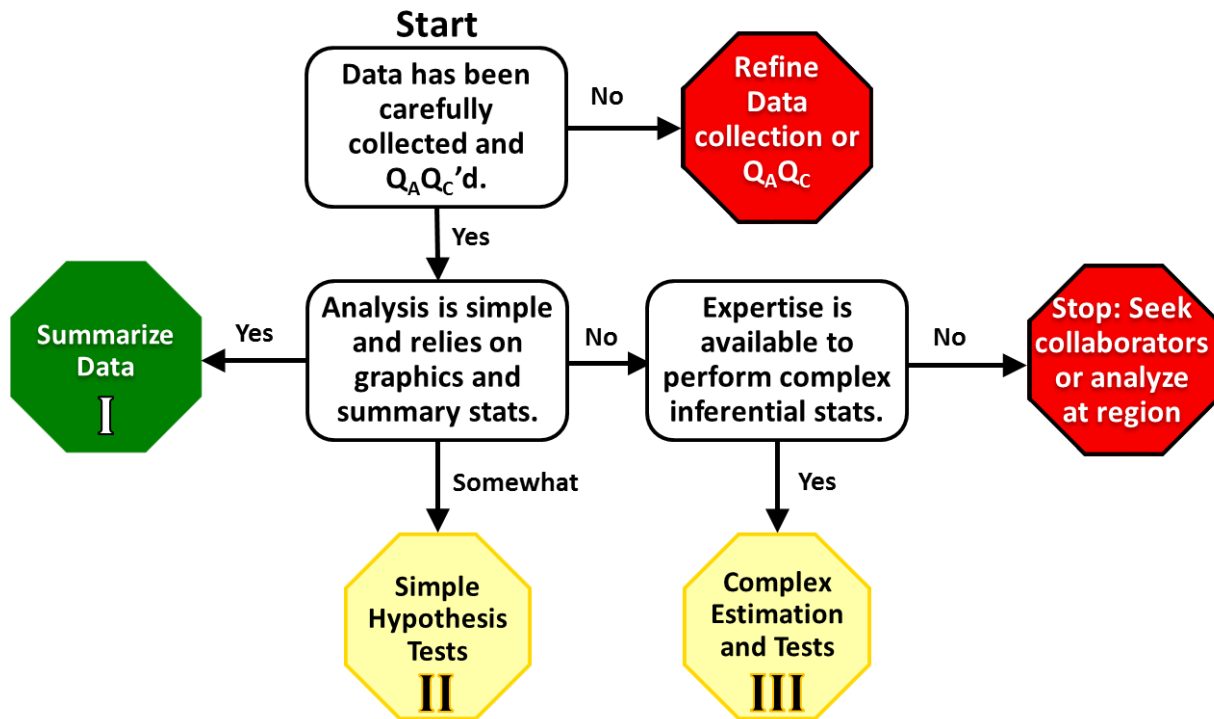 Start
Data has been
carefully
collected and
QAQC’d.
No
Refine
Data
collection or
QAQC
Yes
Analysis is simple
and relies on
graphics and
summary stats.
Yes
Summarize
Data
I
No
Expertise is
available to
perform complex
inferential stats.
No
Stop: Seek
collaborators
or analyze
at region
Somewhat
Simple
Hypothesis
Tests
II
Yes
Complex
Estimation
and Tests
III